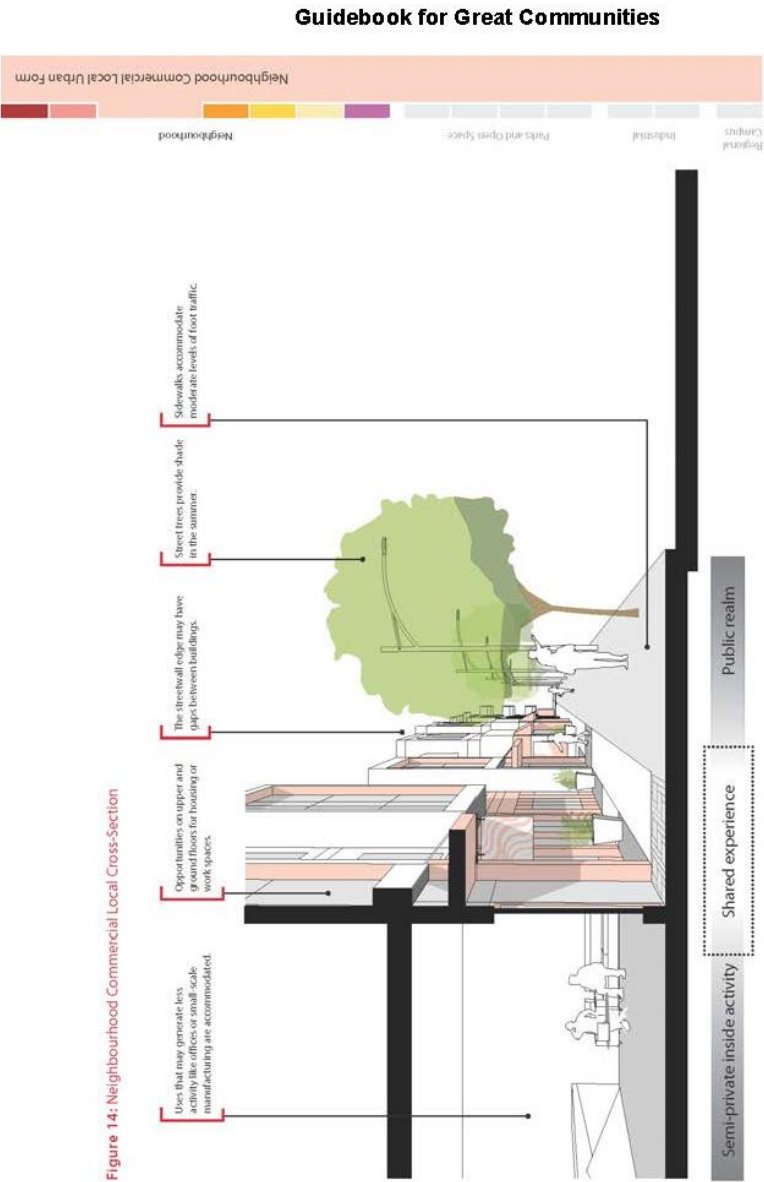 Guidebook for Great Communities
Neighbourhood Commercial Local Urban Form
Neighbourhood
Parks and Open Space
Industrial
Regional
Campus
Figure 14: Neighbourhood Commercial Local Cross-Section
Uses that may generate less
activity like offices or small-scale
manufacturing are accommodated.
Opportunities on upper and
ground floors for housing or
work spaces.
The streetwall edge may have
gaps between buildings.
Street trees provide shade
in the summer.
Sidewalks accommodate
moderate levels of foot traffic.
Semi-private inside activity
Shared experience
Public realm